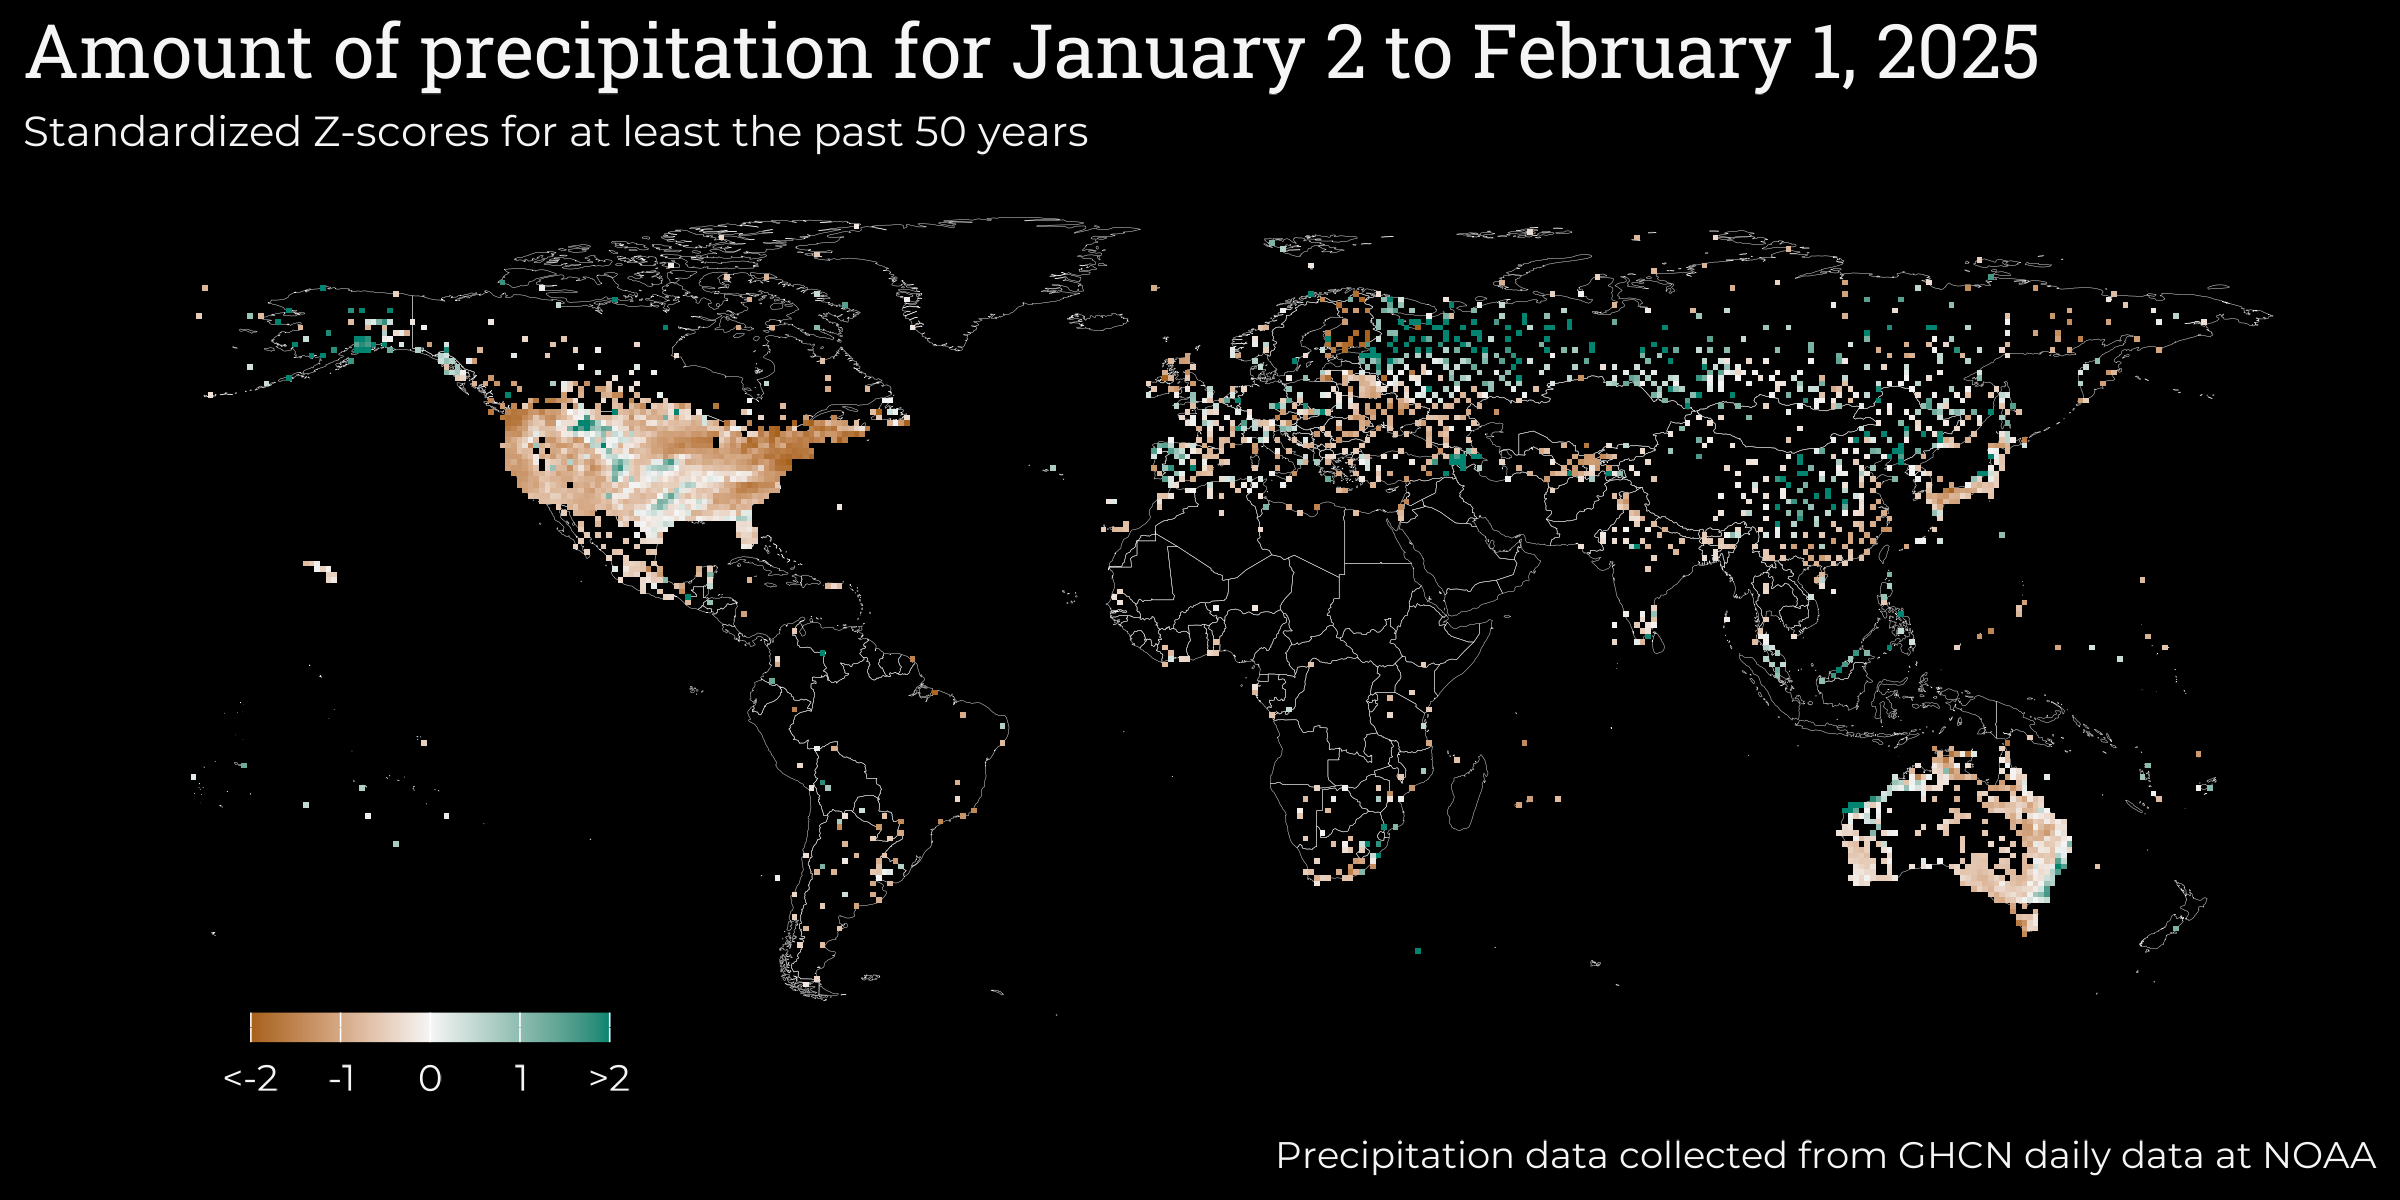 Amount of precipitation for January 2 to February 1, 2025
Standardized Z-scores for at least the past 50 years
<-2 -1 0 1 >2
Precipitation data collected from GHCN daily data at NOAA